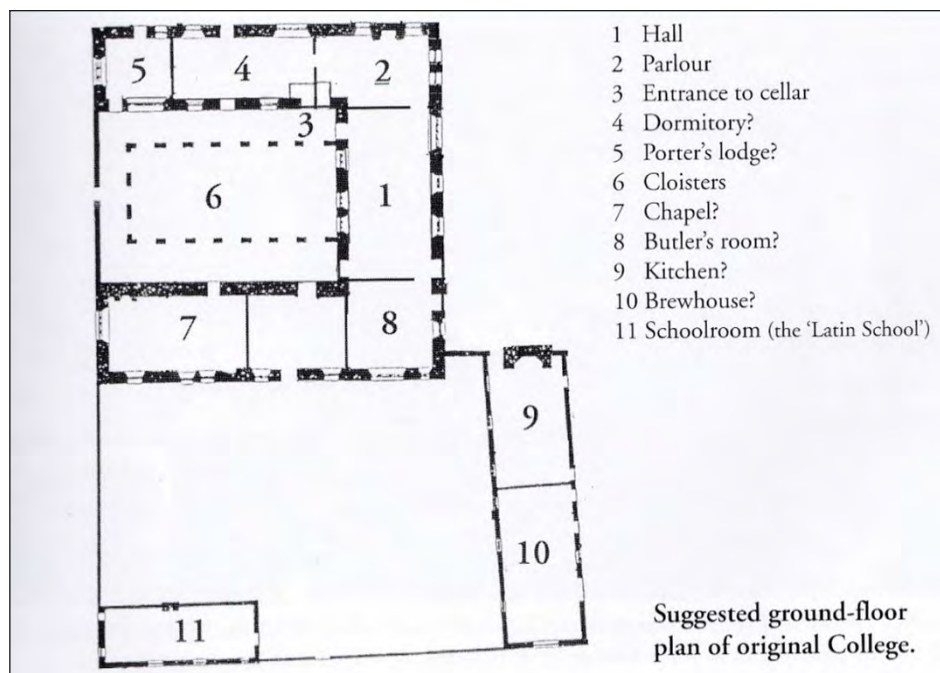 1 Hall
2 Parlour
3 Entrance to cellar
4 Dormitory?
5 Porter's lodge?
6 Cloisters
7 Chapel?
8 Butler's room?
9 Kitchen?
10 Brewhouse?
11 Schoolroom (the 'Latin School')
5
4
2
3
6
1
7
8
9
10
11
Suggested ground-floor
plan of original College.